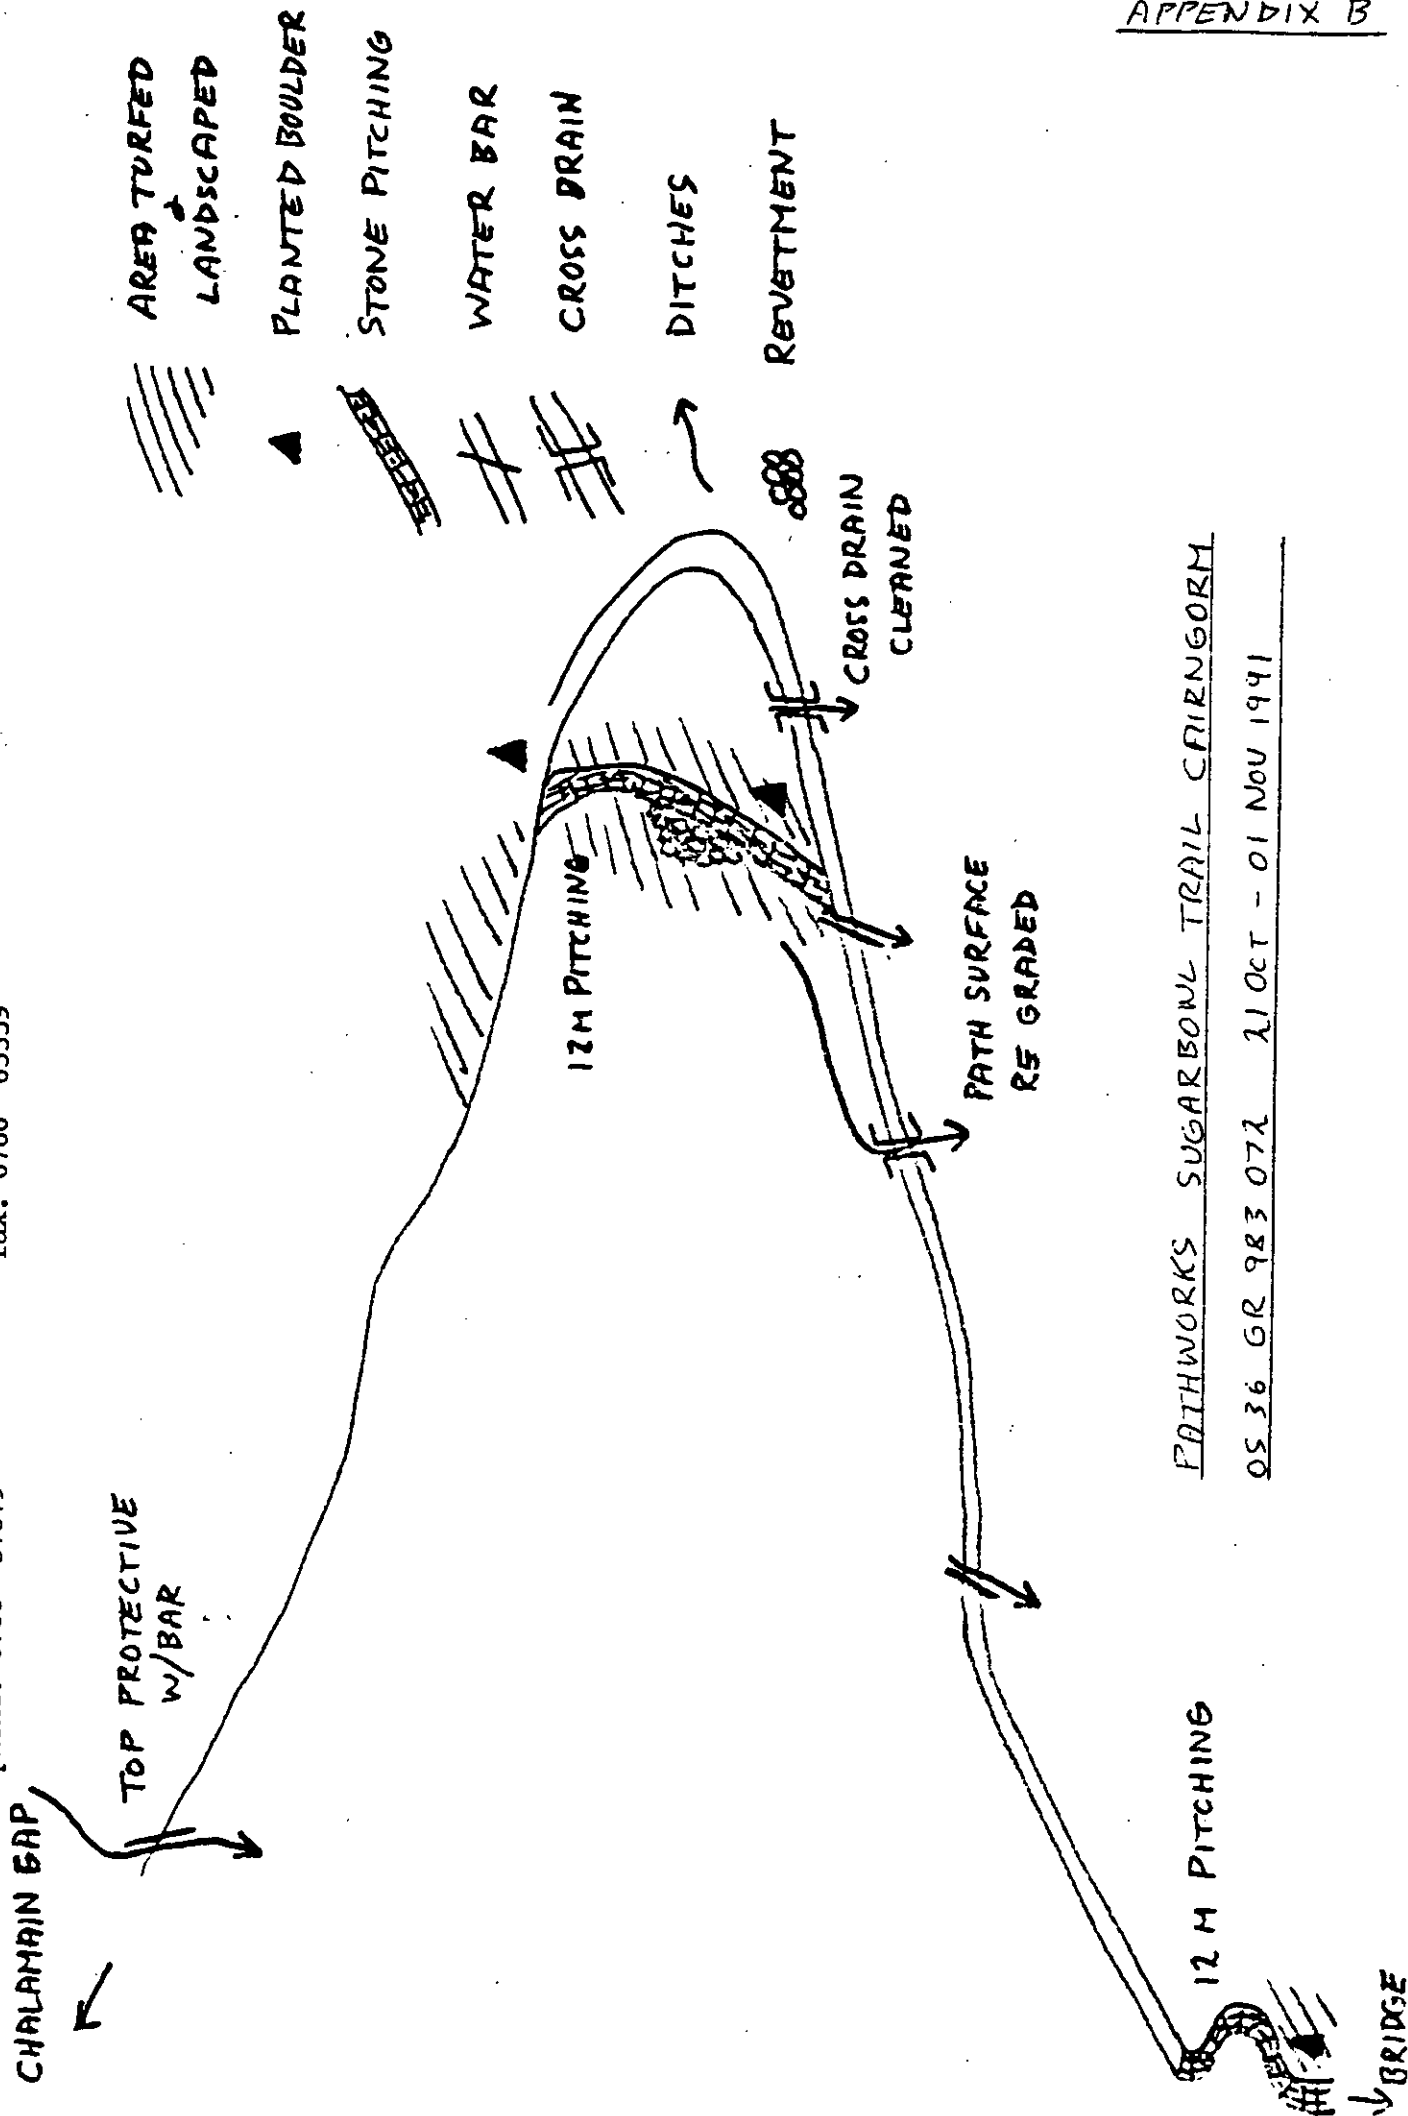 APPENDIX B
CHALAMAIN GAP
TOP PROTECTIVE
W/BAR
12M PITCHING
AREA TURFED
&
LANDSCAPED
PLANTED BOULDER
STONE PITCHING
WATER BAR
CROSS DRAIN
DITCHES
REVETMENT
CROSS DRAIN
CLEANED
PATH SURFACE
RE GRADED
12 M PITCHING
BRIDGE
PATHWORKS SUGARBOWL TRAIL CAIRNGORM
OS 36 GR 983 072 21 OCT - 01 NOV 1991